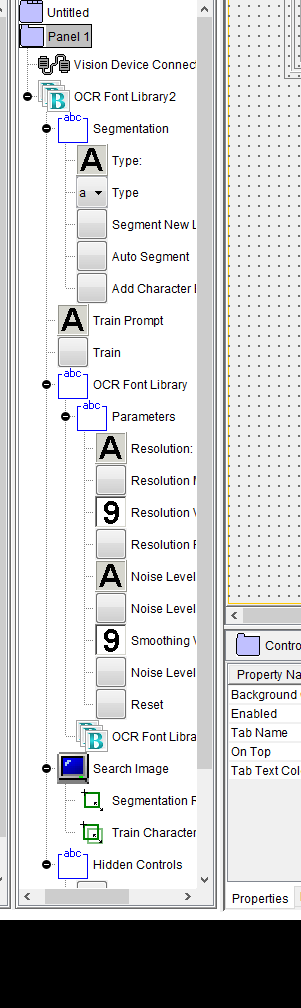 Untitled
Panel 1
Vision Device Connec
B OCR Font Library2
abc
Segmentation
A Type:
a Type
Segment New L
Auto Segment
Add Character
A Train Prompt
Train
abc
OCR Font Library
abc
Parameters
A Resolution:
Resolution
9 Resolution
Resolution
A Noise Level
Noise Level
9 Smoothing
Noise Level
Reset
B OCR Font Libra
Search Image
Segmentation
Train Character
abc
Hidden Controls
Contro
Property Na
Background
Enabled
Tab Name
On Top
Tab Text Col
Properties